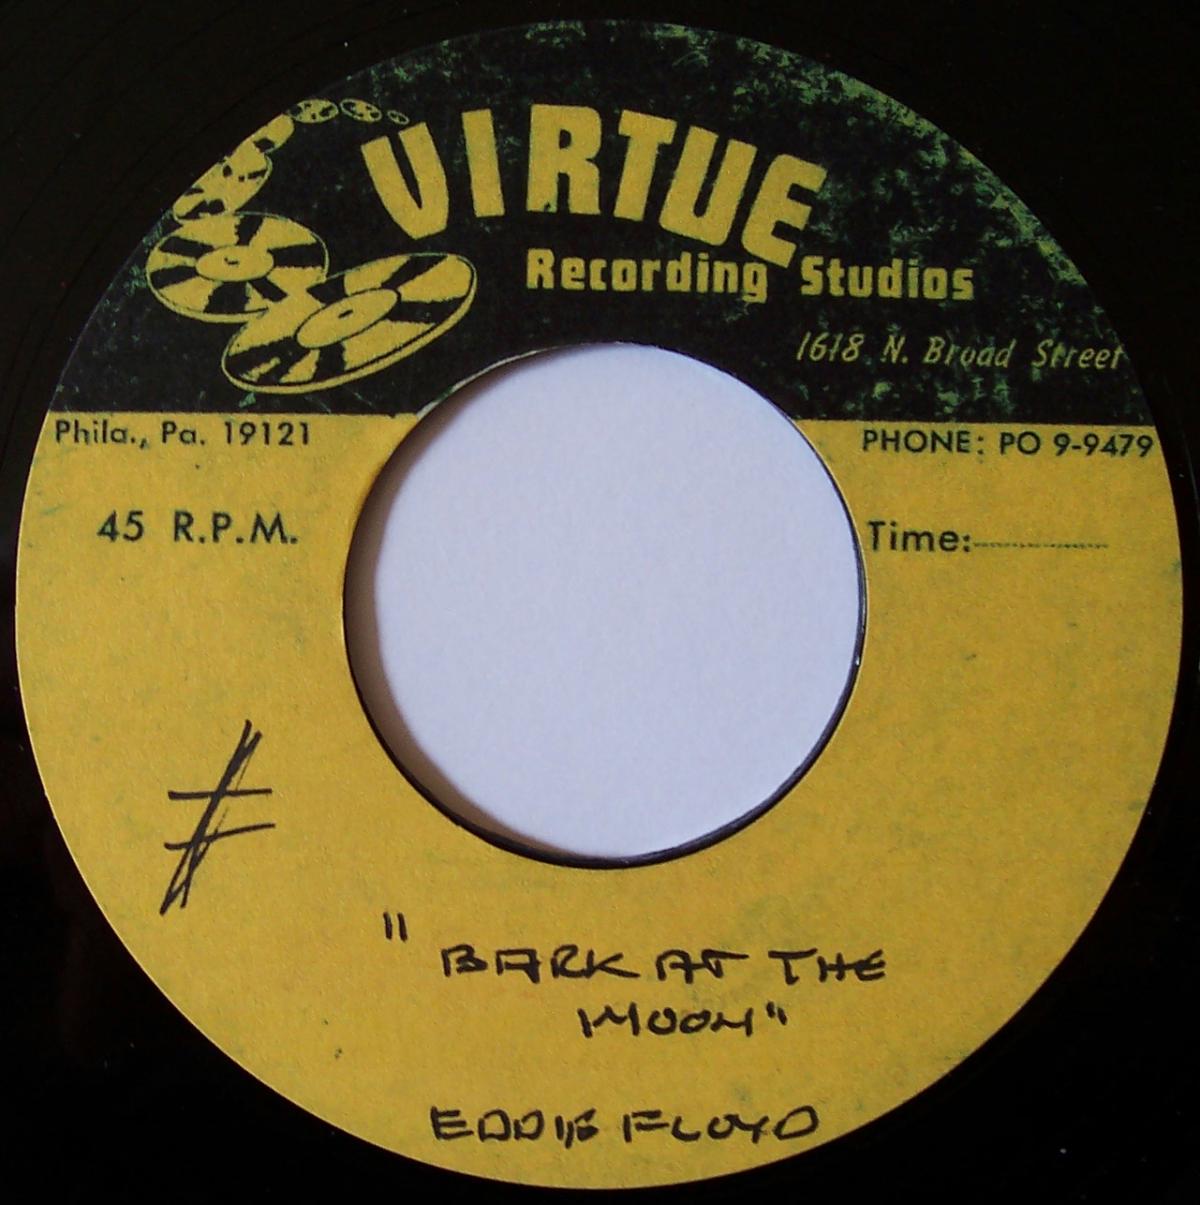 VIRTUE
Recording Studios
1618 N. Broad Street
Phila., Pa. 19121
PHONE: PO 9-9479
45 R.P.M.
Time:
"BARK AT THE
MOON"
EDDIE FLOYD